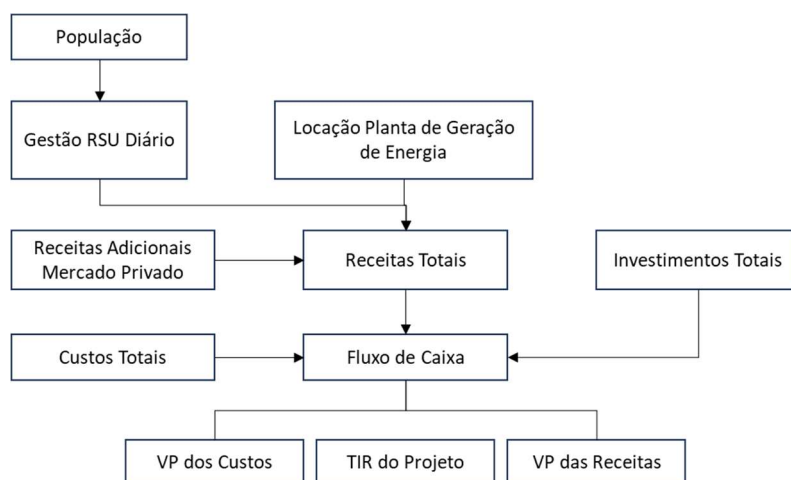 População
Gestão RSU Diário
Locação Planta de Geração
de Energia
Receitas Adicionais
Mercado Privado
Receitas Totais
Investimentos Totais
Custos Totais
Fluxo de Caixa
VP dos Custos
TIR do Projeto
VP das Receitas